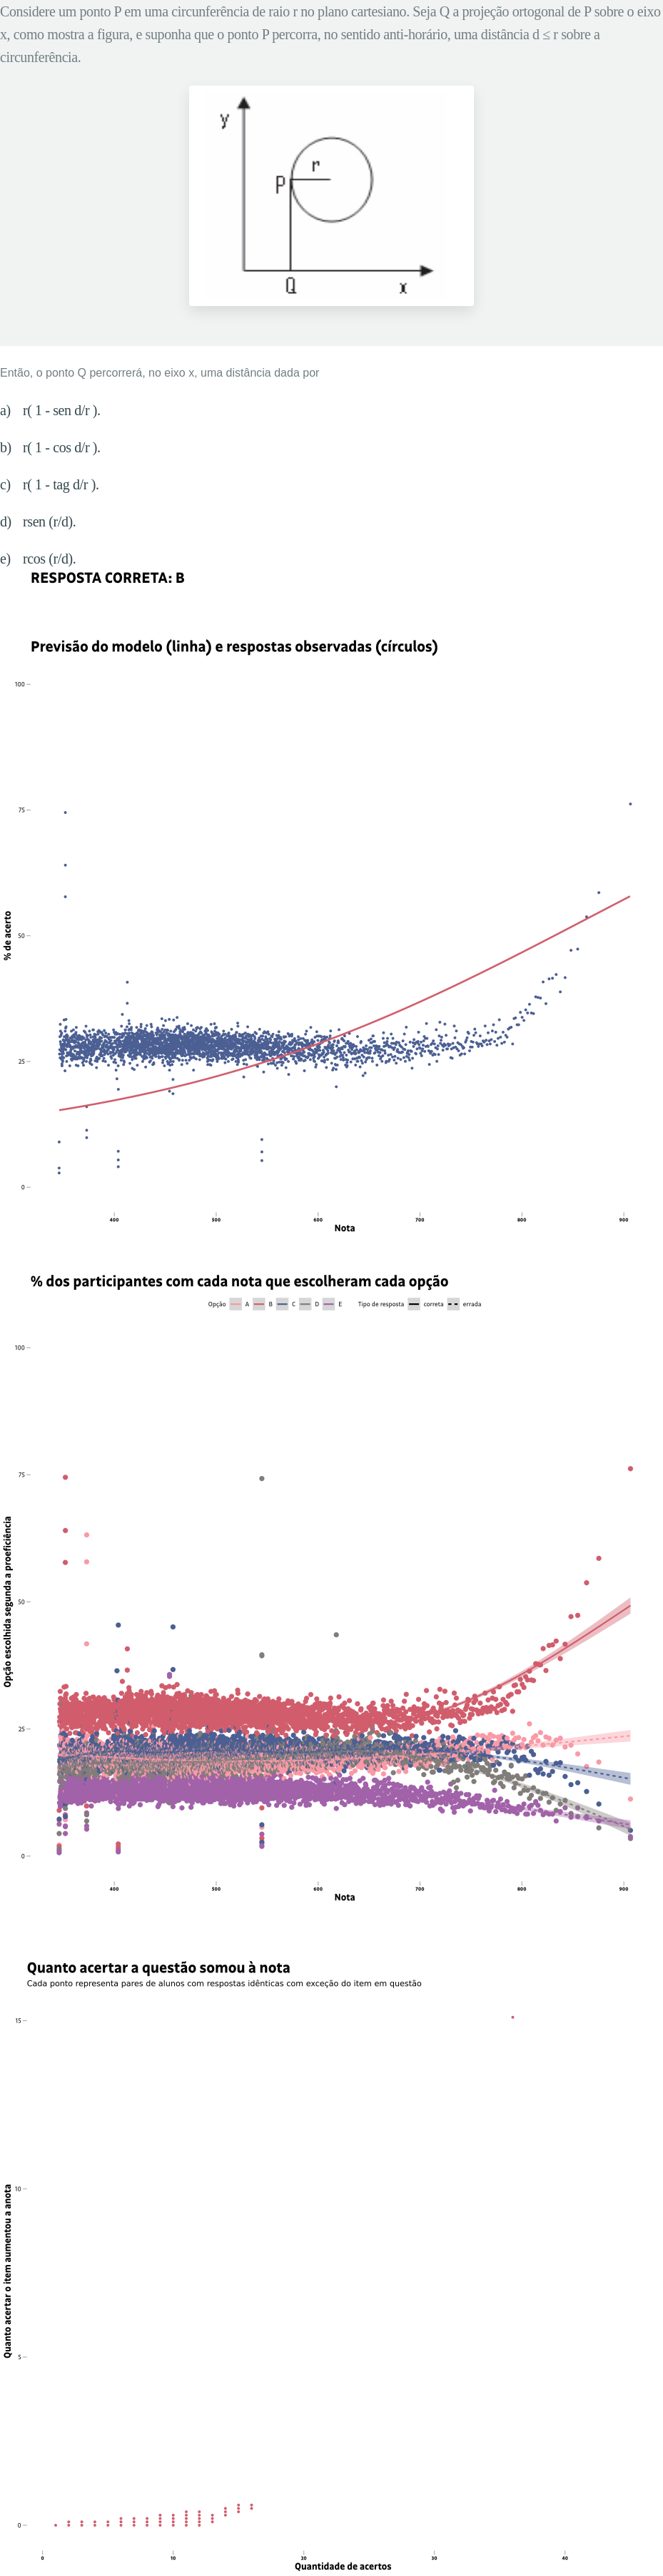 Considere um ponto P em uma circunferência de raio r no plano cartesiano. Seja Q a projeção ortogonal de P sobre o eixo
x, como mostra a figura, e suponha que o ponto P percorra, no sentido anti-horário, uma distância d ≤ r sobre a
circunferência.
y
r
P
Q
x
Então, o ponto Q percorrerá, no eixo x, uma distância dada por
a) r( 1 - sen d/r ).
b) r( 1 - cos d/r ).
c) r( 1 - tag d/r ).
d) rsen (r/d).
e) rcos (r/d).
RESPOSTA CORRETA: B
Previsão do modelo (linha) e respostas observadas (círculos)
100
75
50
25
0
% de acerto
400 500 600 700 800 900
Nota
% dos participantes com cada nota que escolheram cada opção
Opção A B C D E Tipo de resposta correta errada
100
75
50
25
0
Opção escolhida segunda a proeficiência
400 500 600 700 800 900
Nota
Quanto acertar a questão somou à nota
Cada ponto representa pares de alunos com respostas idênticas com exceção do item em questão
15
10
5
0
Quanto acertar o item aumentou a anota
0 10 20 30 40
Quantidade de acertos